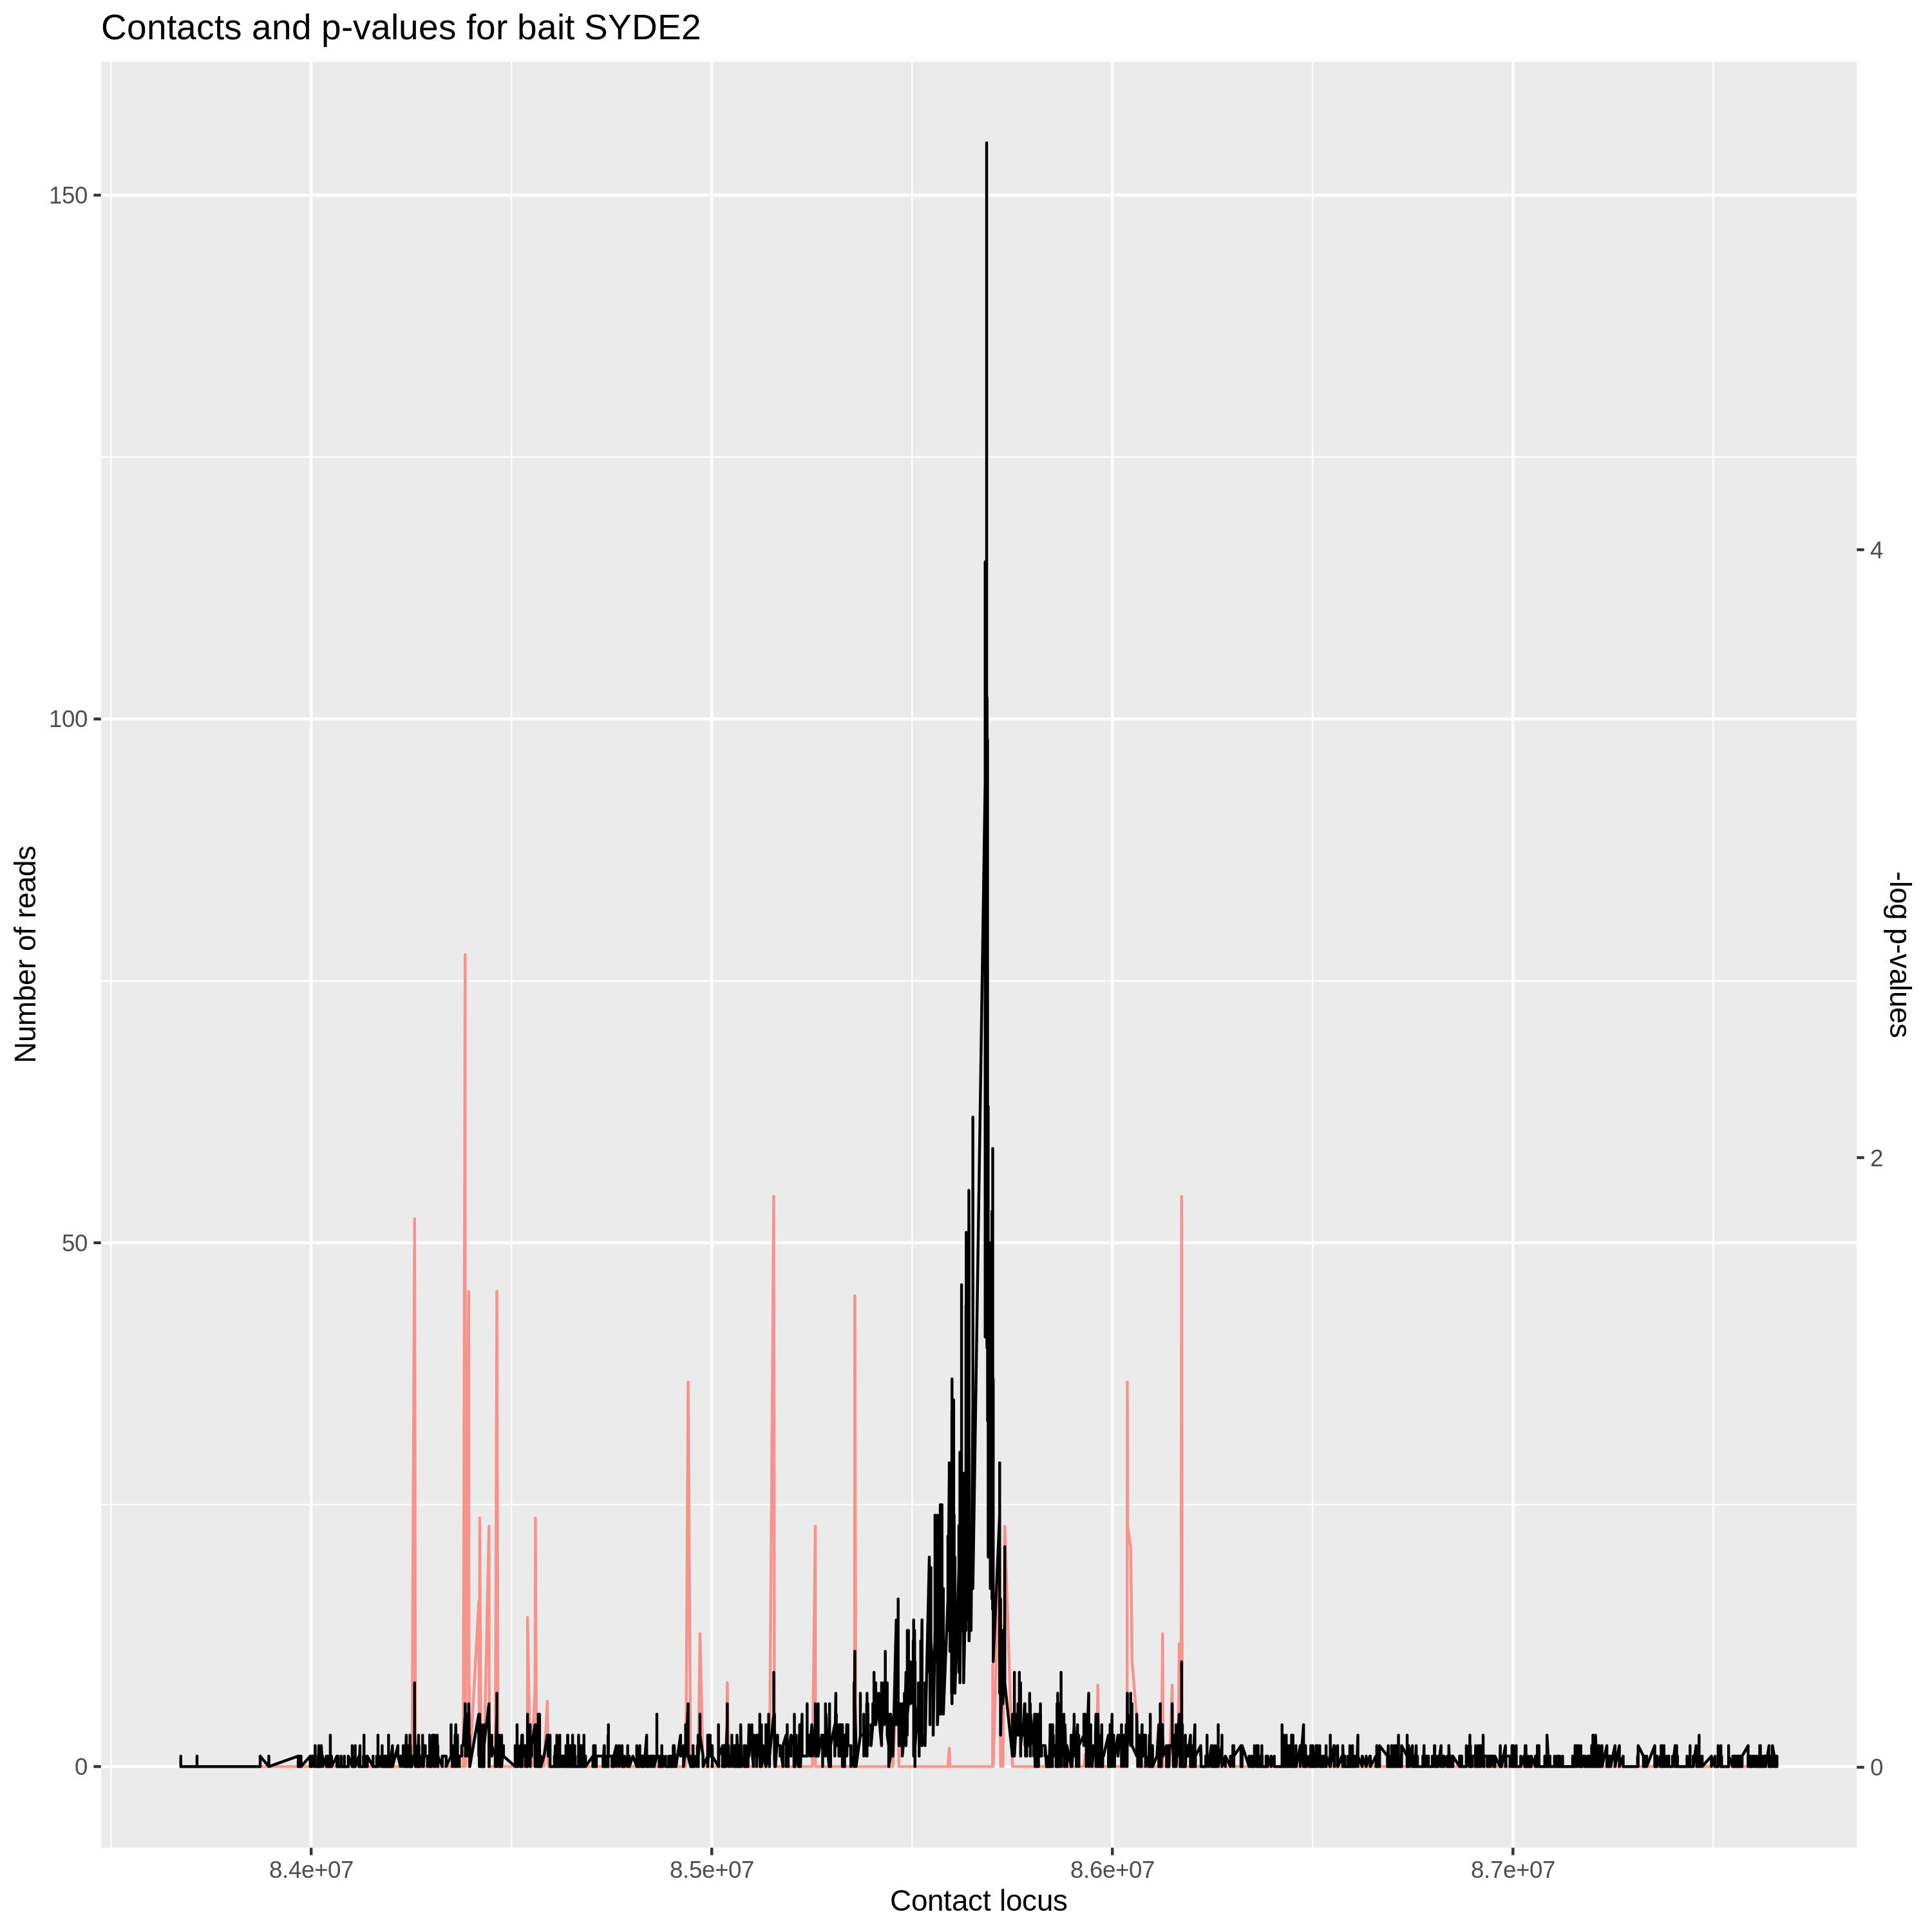 Contacts and p-values for bait SYDE2
150
100
50
0
Number of reads
4
2
0
-log p-values
8.4e+07
8.5e+07
8.6e+07
8.7e+07
Contact locus